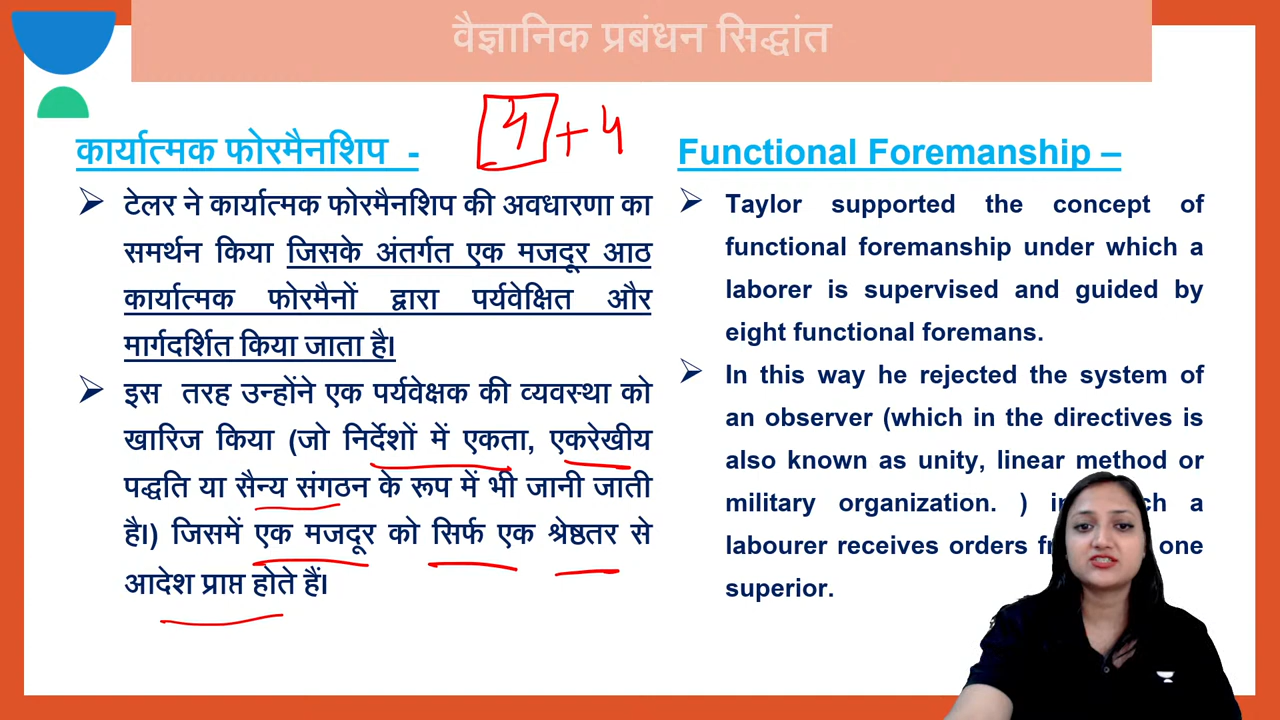 वैज्ञानिक प्रबंधन सिद्धांत
4 + 4
कार्यात्मक फोरमैनशिप -
टेलर ने कार्यात्मक फोरमैनशिप की अवधारणा का
समर्थन किया जिसके अंतर्गत एक मजदूर आठ
कार्यात्मक फोरमैनों द्वारा पर्यवेक्षित और
मार्गदर्शित किया जाता है।
इस तरह उन्होंने एक पर्यवेक्षक की व्यवस्था को
खारिज किया (जो निर्देशों में एकता, एकरेखीय
पद्धति या सैन्य संगठन के रूप में भी जानी जाती
है।) जिसमें एक मजदूर को सिर्फ एक श्रेष्ठतर से
आदेश प्राप्त होते हैं।
Functional Foremanship –
Taylor supported the concept of
functional foremanship under which a
laborer is supervised and guided by
eight functional foremans.
In this way he rejected the system of
an observer (which in the directives is
also known as unity, linear method or
military organization. ) a
labourer receives orders one
superior.